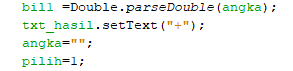 bill =Double.parseDouble(angka);
txt_hasil.setText("+");
angka="";
pilih=1;